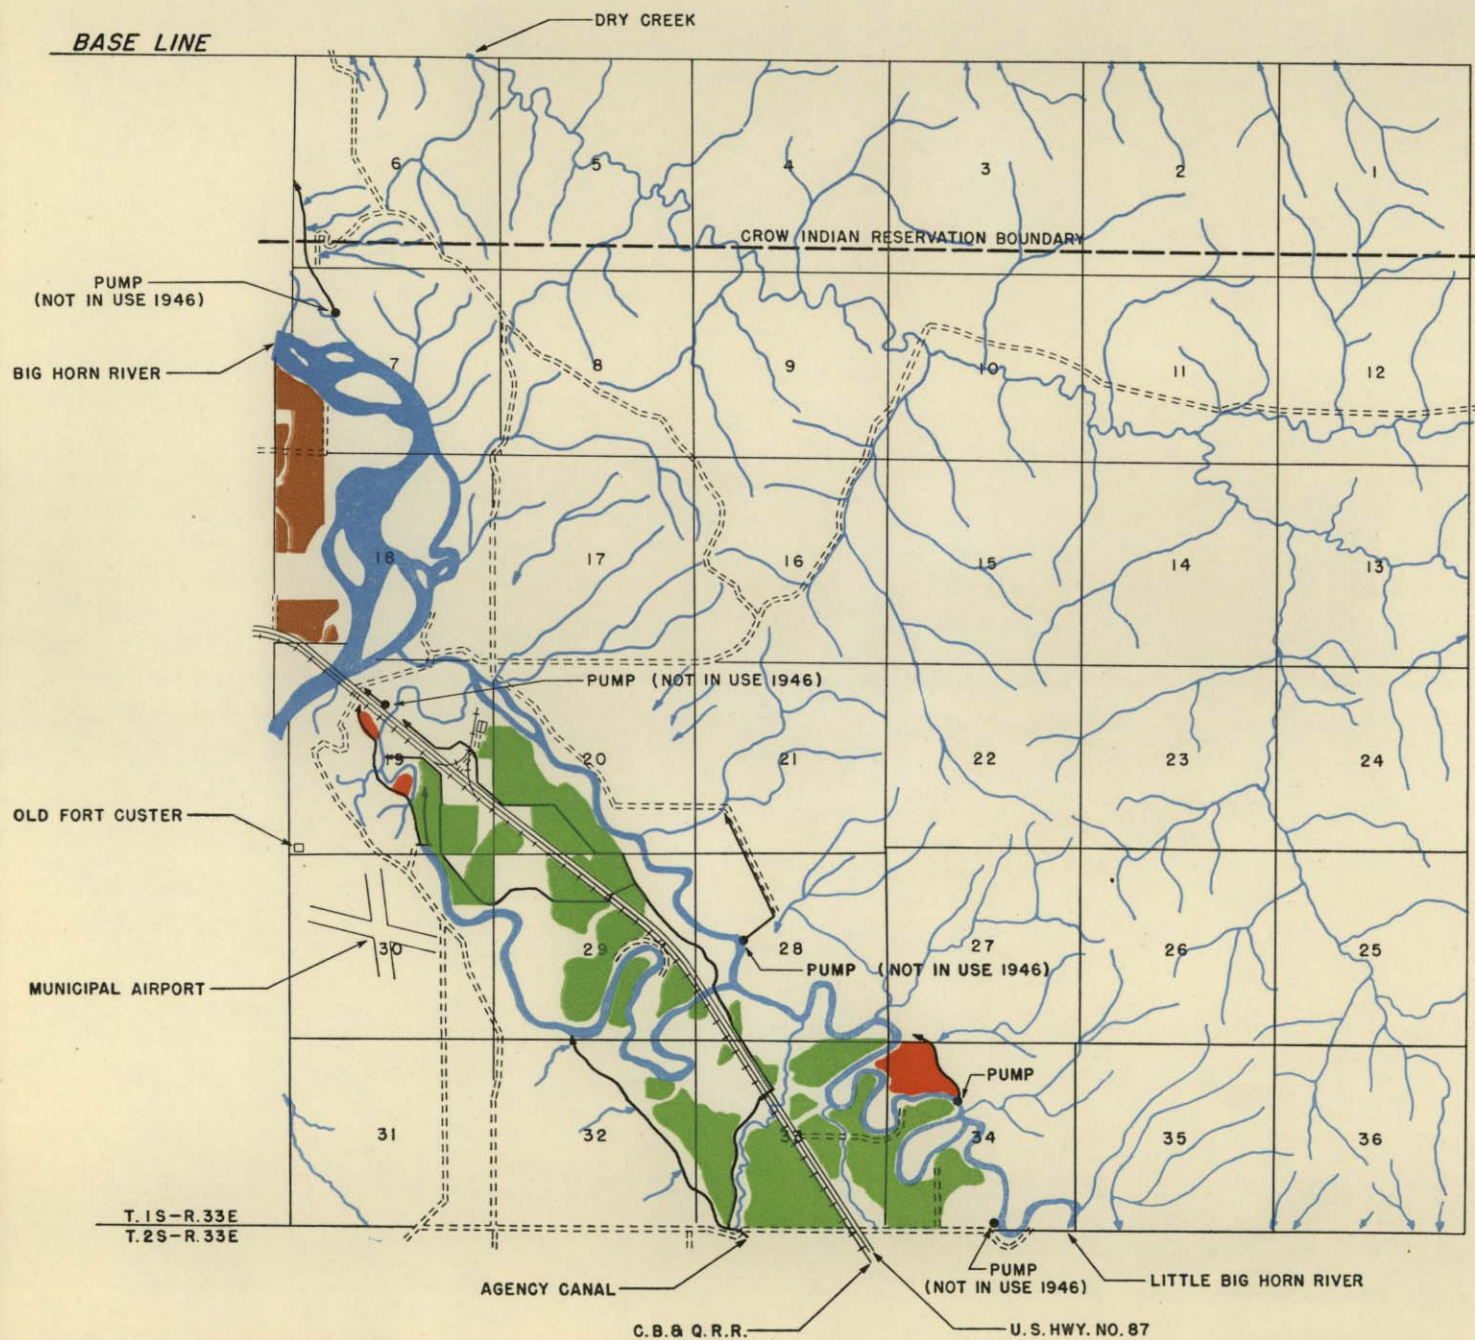 DRY CREEK
BASE LINE
6 5 4 3 2 1
CROW INDIAN RESERVATION BOUNDARY
PUMP
(NOT IN USE 1946)
BIG HORN RIVER
7 8 9 10 11 12
18 17 16 15 14 13
PUMP (NOT IN USE 1946)
19 20 21 22 23 24
OLD FORT CUSTER
30 29 28 27 26 25
PUMP (NOT IN USE 1946)
MUNICIPAL AIRPORT
PUMP
31 32 33 34 35 36
T. 1S-R. 33E
T. 2S-R. 33E
AGENCY CANAL
PUMP
(NOT IN USE 1946)
LITTLE BIG HORN RIVER
C. B. & Q. R. R.
U. S. HWY. NO. 87